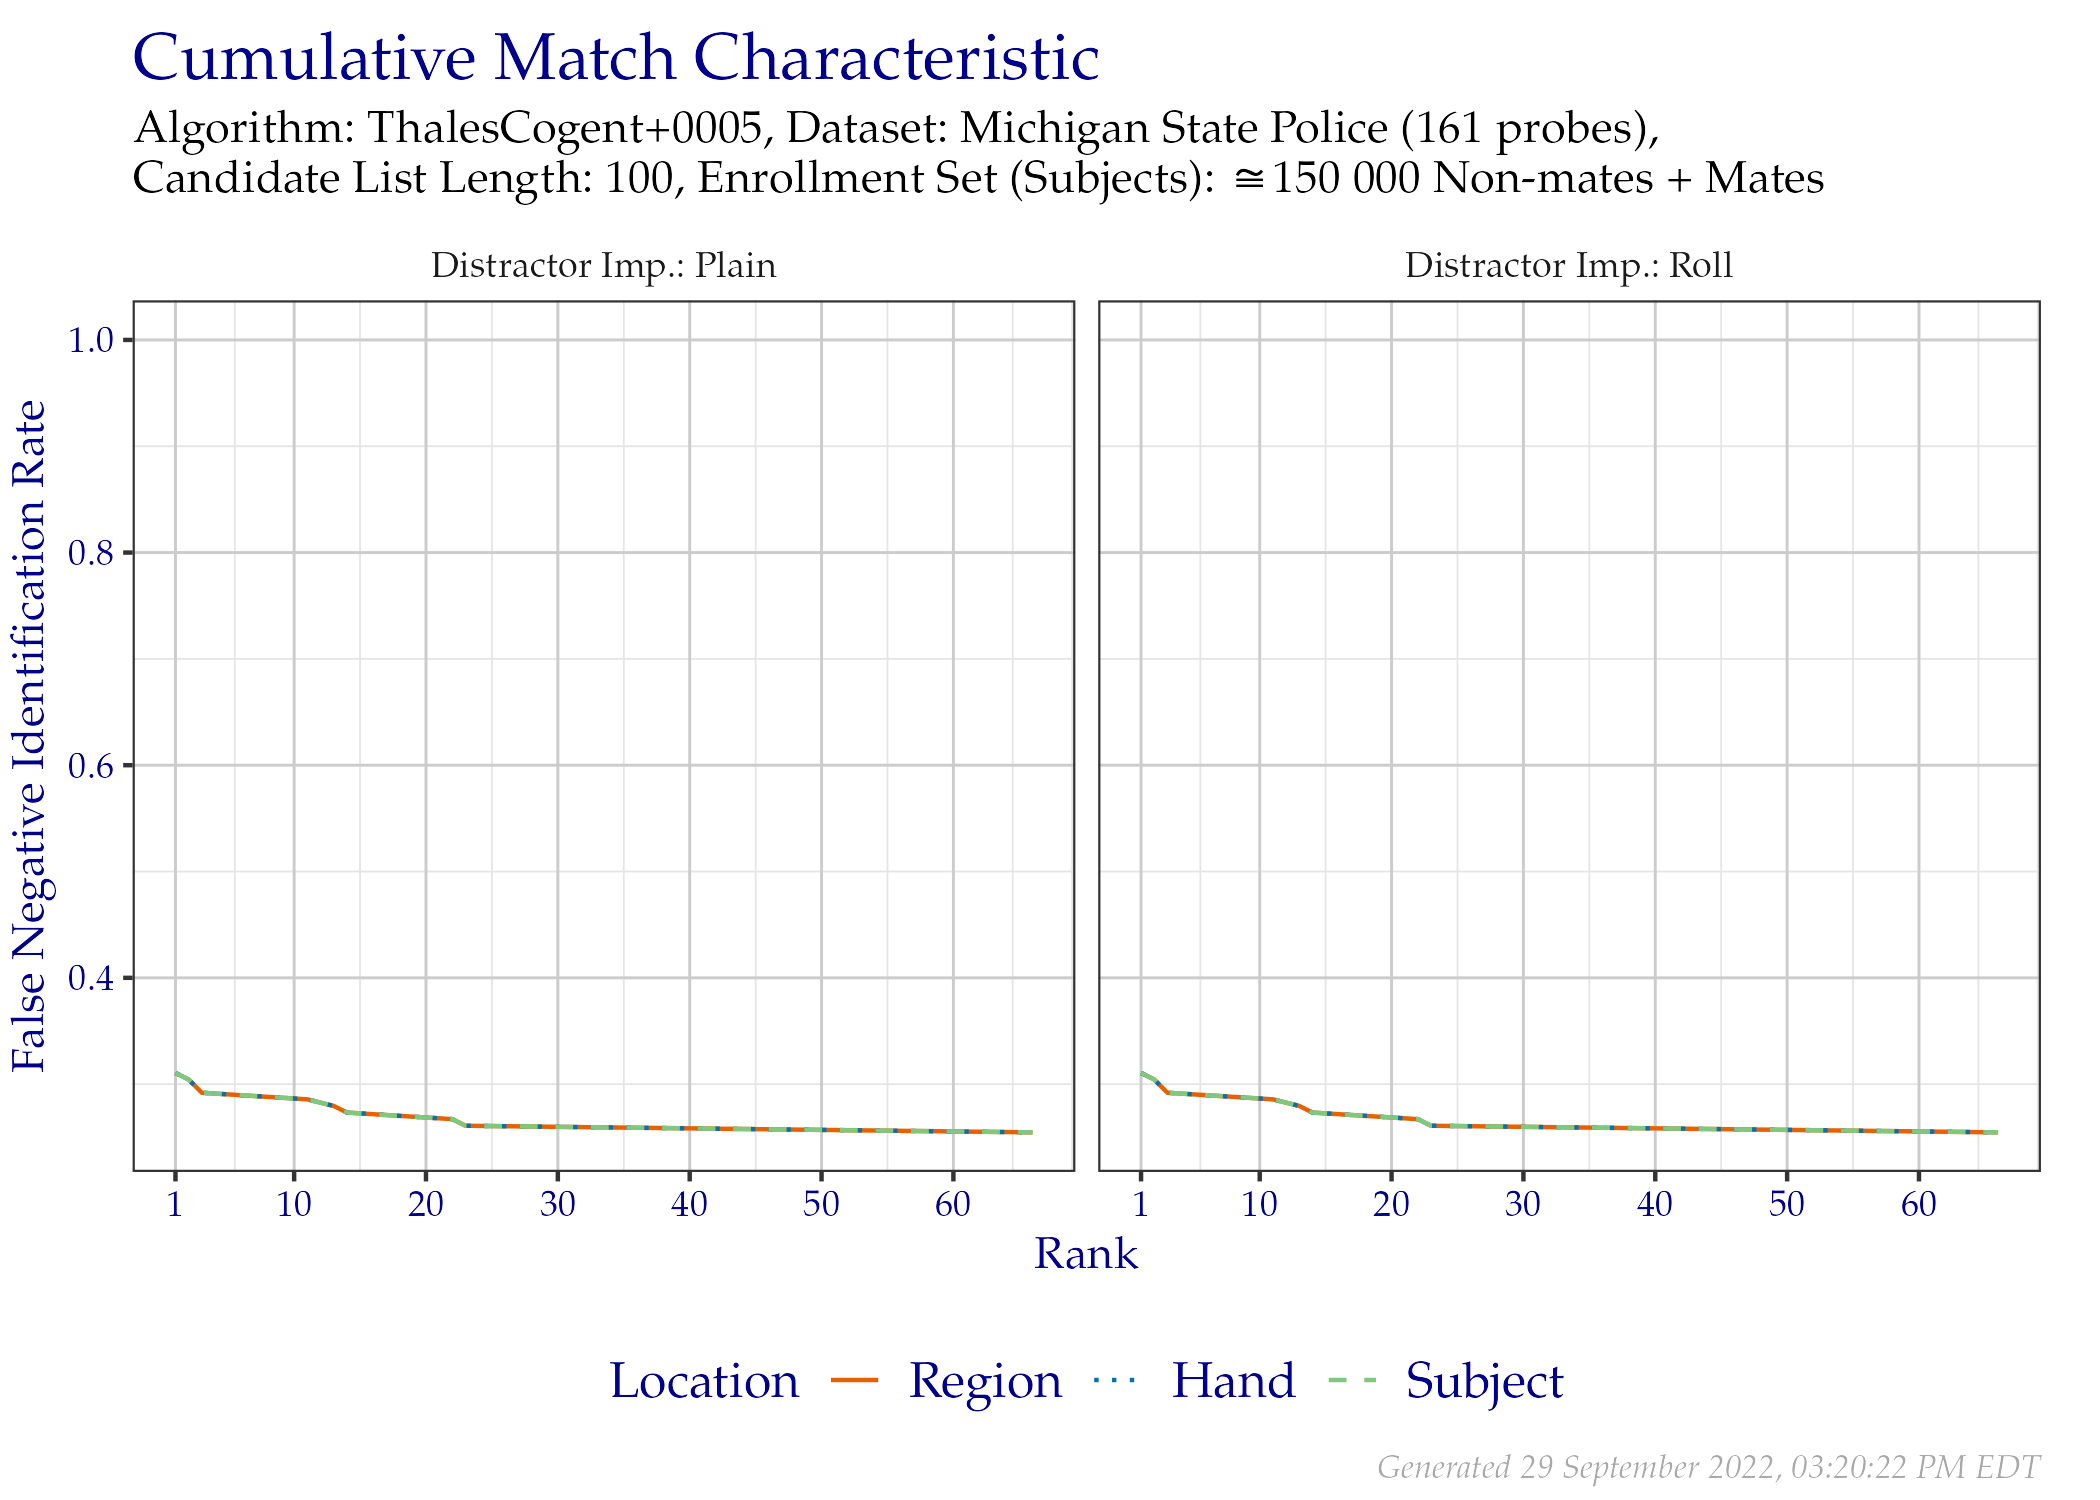 Cumulative Match Characteristic
Algorithm: ThalesCogent+0005, Dataset: Michigan State Police (161 probes),
Candidate List Length: 100, Enrollment Set (Subjects): ≅150 000 Non-mates + Mates
Distractor Imp.: Plain
Distractor Imp.: Roll
False Negative Identification Rate
1.0
0.8
0.6
0.4
1 10 20 30 40 50 60
1 10 20 30 40 50 60
Rank
Location Region Hand Subject
Generated 29 September 2022, 03:20:22 PM EDT